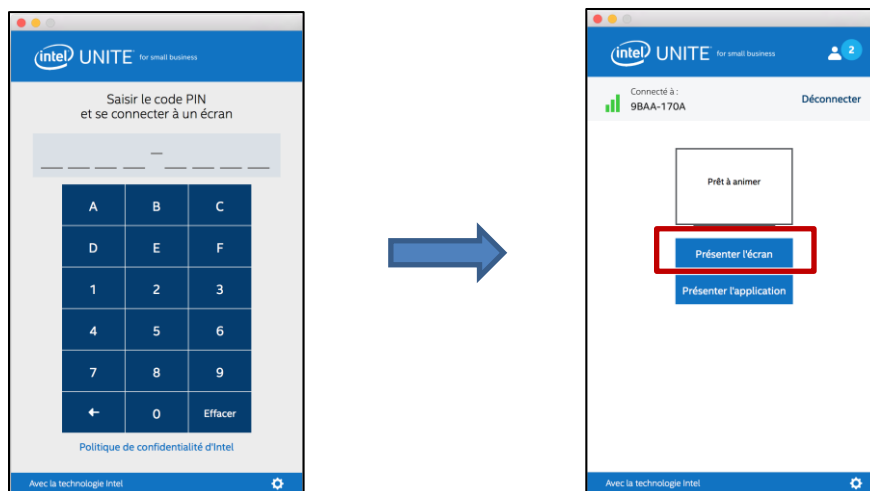 intel UNITE for small business
Saisir le code PIN
et se connecter à un écran
_ _ _ _ – _ _ _ _
A B C
D E F
1 2 3
4 5 6
7 8 9
← 0 Effacer
Politique de confidentialité d'Intel
Avec la technologie Intel
intel UNITE for small business 2
Connecté à :
9BAA-170A Déconnecter
Prêt à animer
Présenter l'écran
Présenter l'application
Avec la technologie Intel